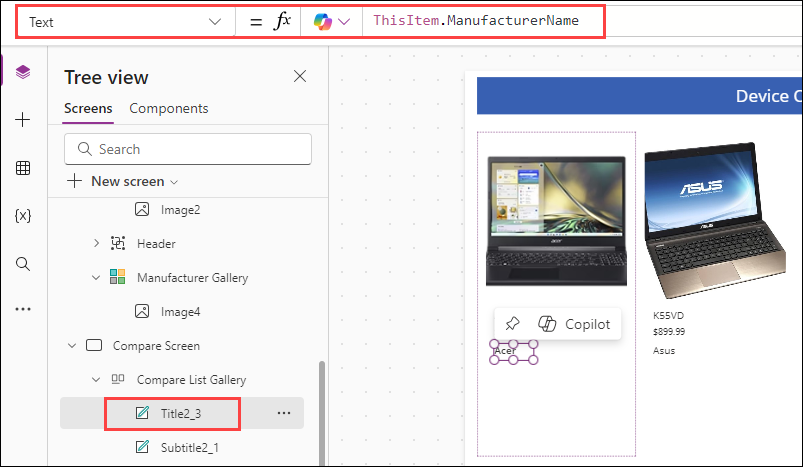 Text = fx ThisItem.ManufacturerName
Tree view
Screens Components
Search
New screen
Image2
Header
Manufacturer Gallery
Image4
Compare Screen
Compare List Gallery
Title2_3
Subtitle2_1
{x}
Device C
acer
ASUS
ASUS
Copilot
Acer
K55VD
$899.99
Asus